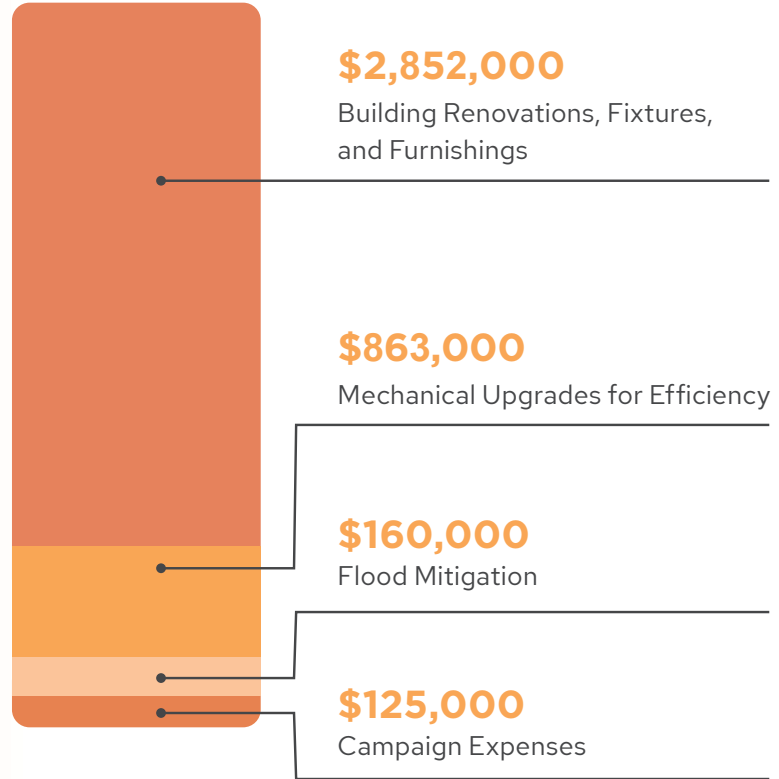 $2,852,000
Building Renovations, Fixtures,
and Furnishings
$863,000
Mechanical Upgrades for Efficiency
$160,000
Flood Mitigation
$125,000
Campaign Expenses